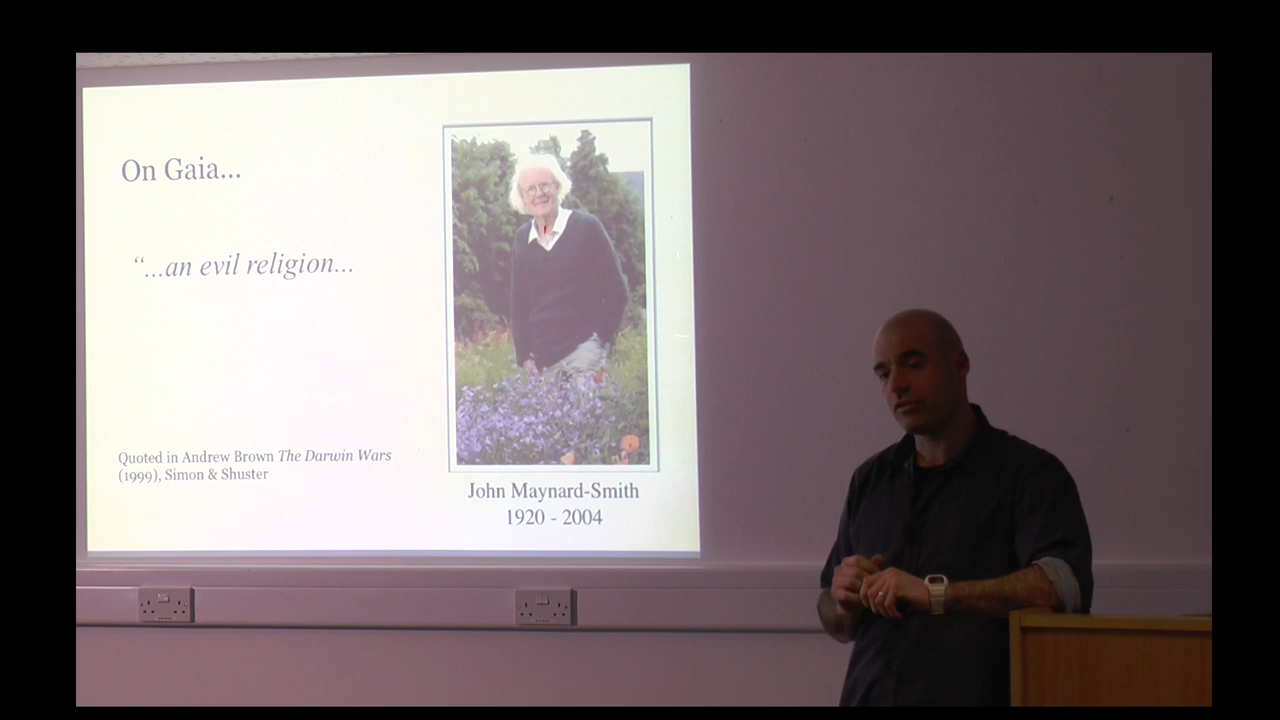 On Gaia...
“...an evil religion...
Quoted in Andrew Brown The Darwin Wars
(1999), Simon & Shuster
John Maynard-Smith
1920 - 2004